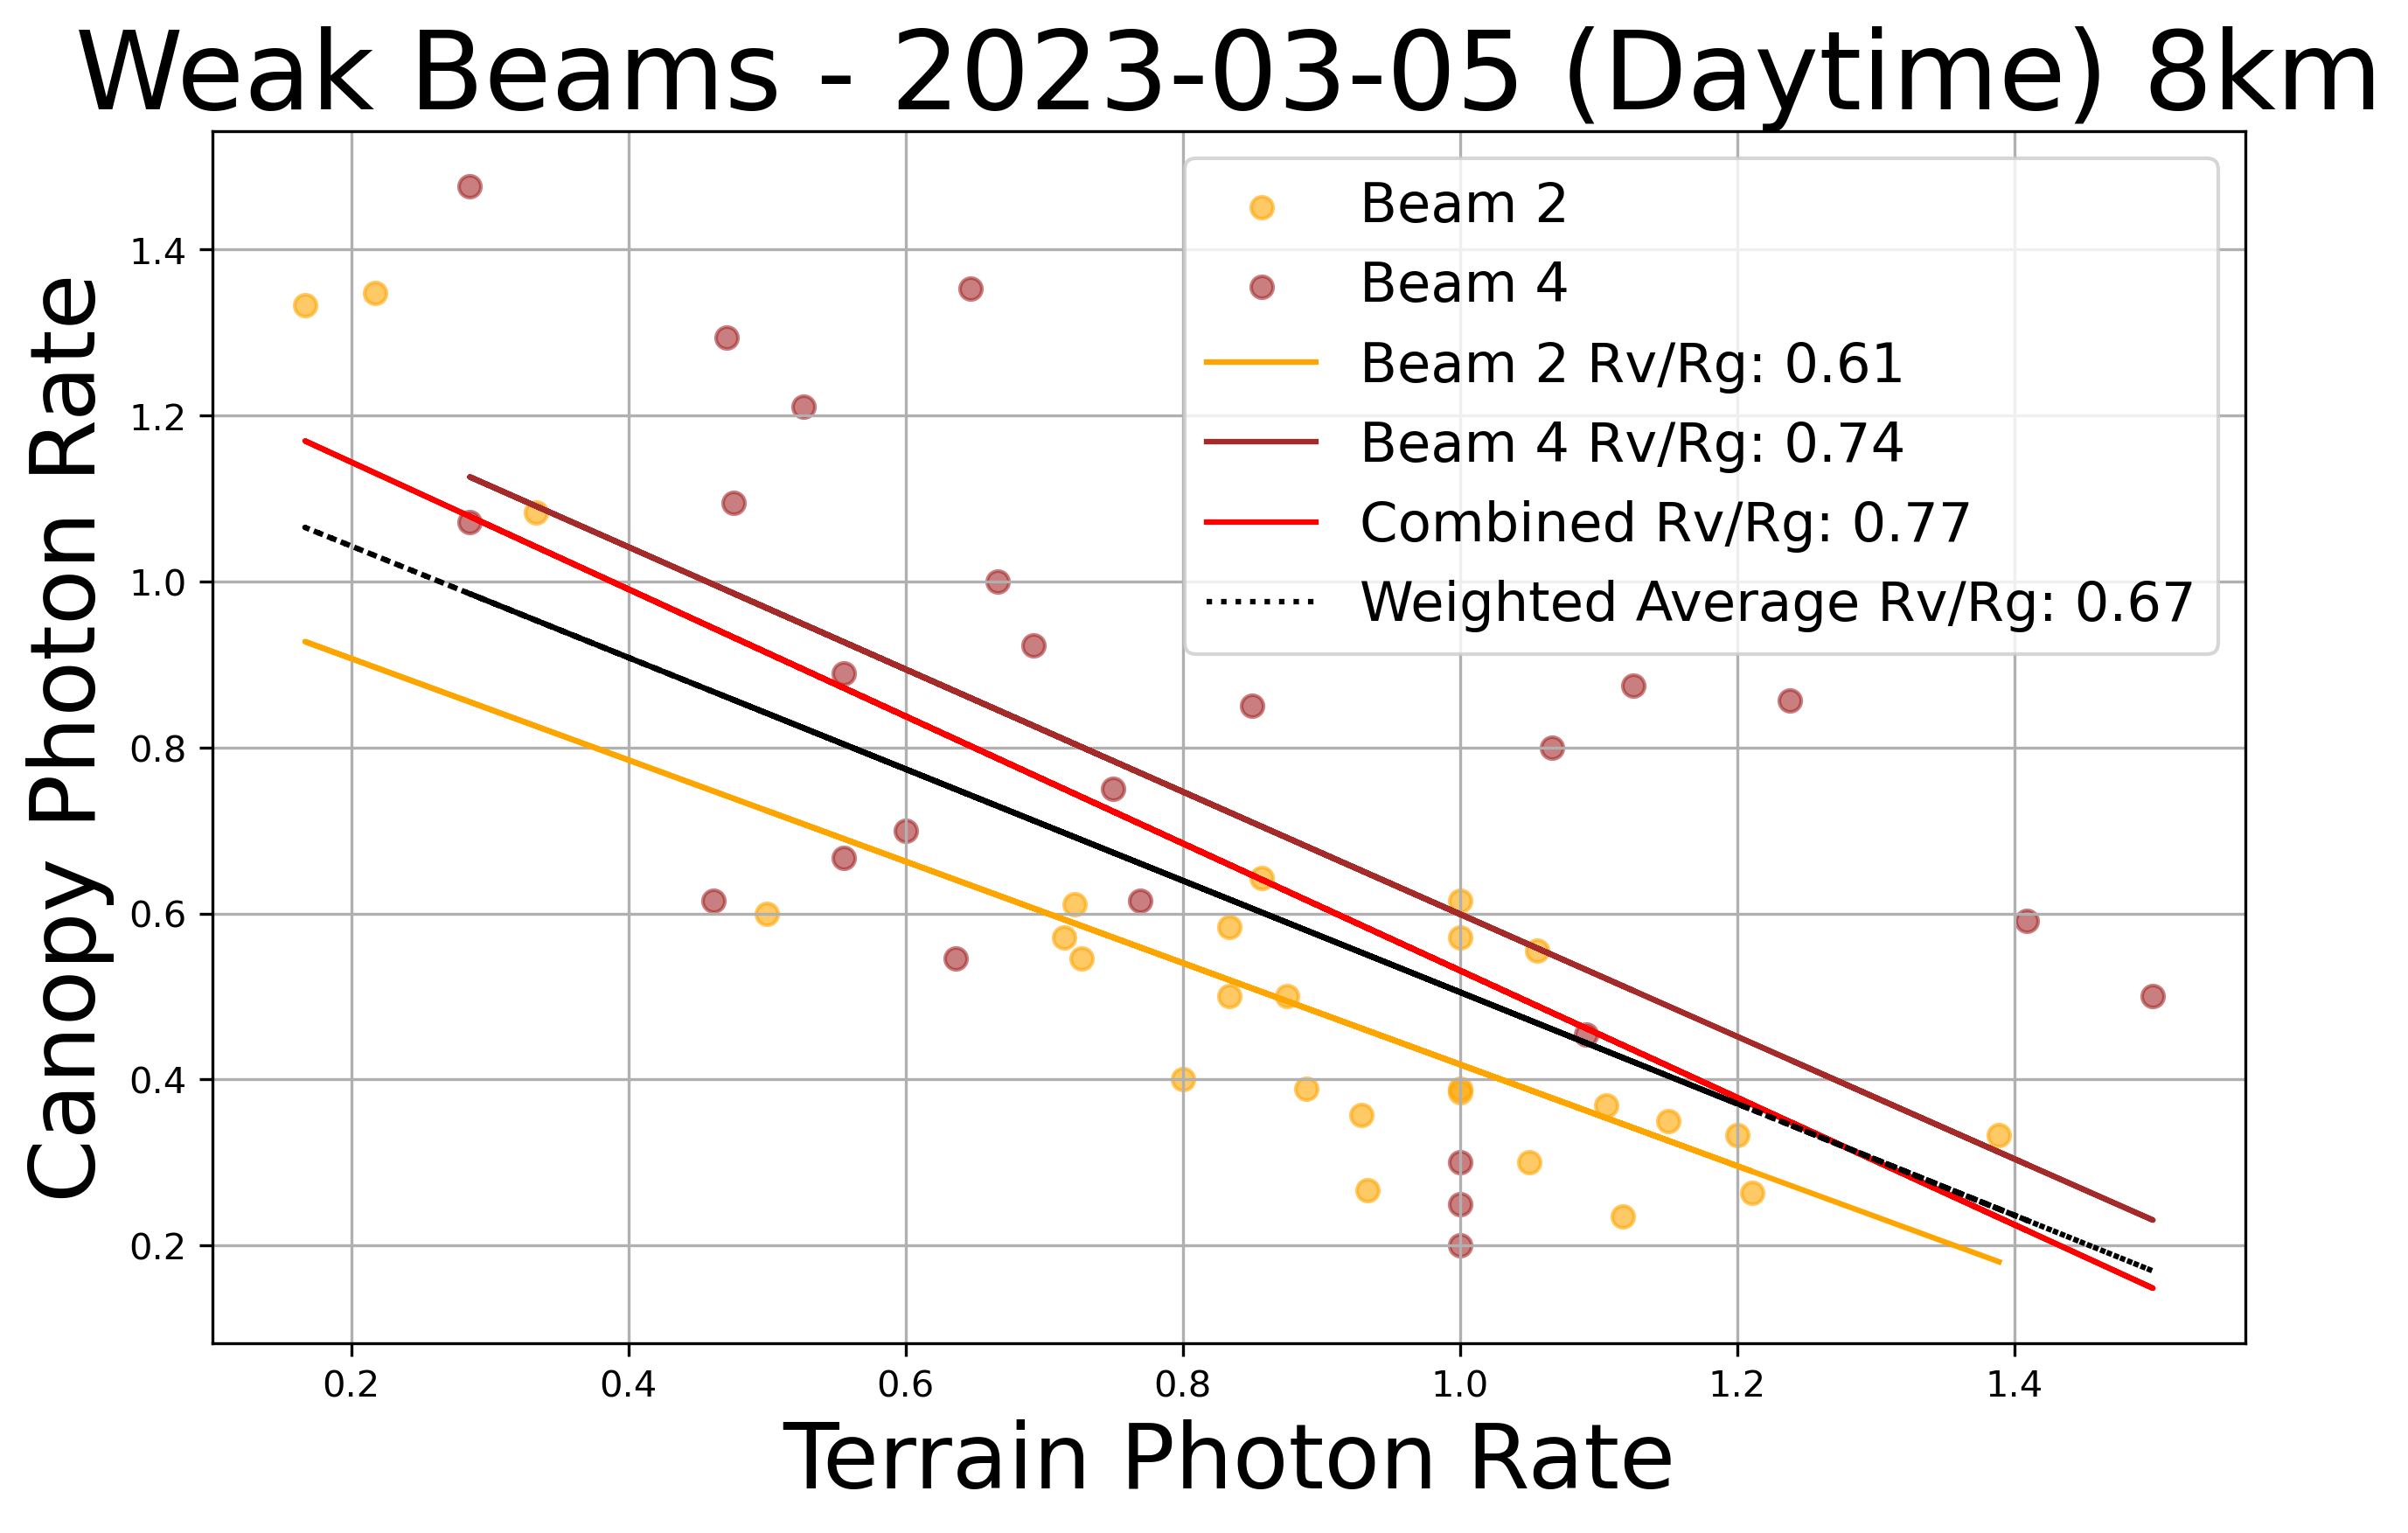 Weak Beams - 2023-03-05 (Daytime) 8km
Canopy Photon Rate
1.4
1.2
1.0
0.8
0.6
0.4
0.2
Beam 2
Beam 4
Beam 2 Rv/Rg: 0.61
Beam 4 Rv/Rg: 0.74
Combined Rv/Rg: 0.77
Weighted Average Rv/Rg: 0.67
0.2 0.4 0.6 0.8 1.0 1.2 1.4
Terrain Photon Rate